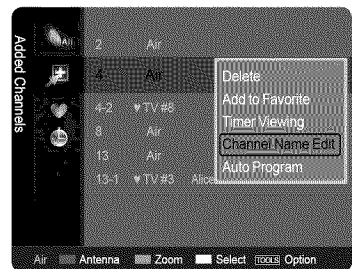 Added Channels
All
2 Air
4 Air
4-2 ♥ TV #8
8 Air
13 Air
13-1 ♥ TV #3 Alice
Delete
Add to Favorite
Timer Viewing
Channel Name Edit
Auto Program
Air Antenna Zoom Select TOOLS Option